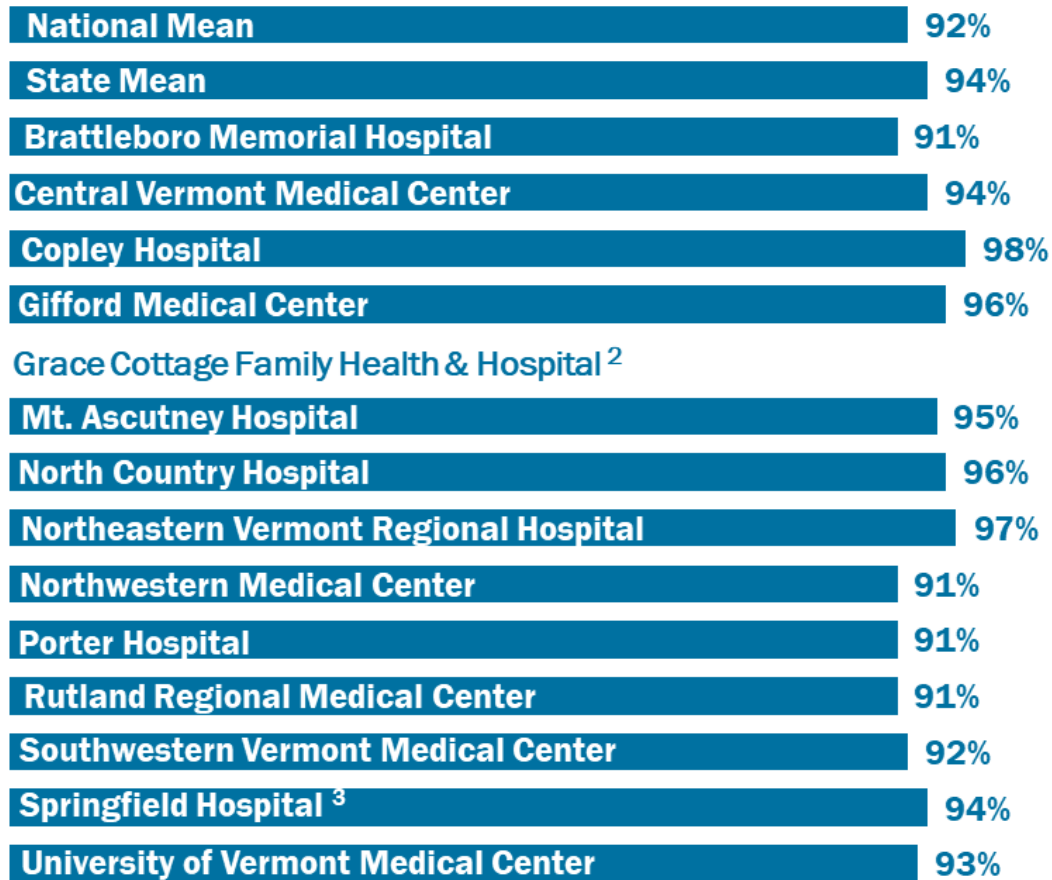 National Mean 92%
State Mean 94%
Brattleboro Memorial Hospital 91%
Central Vermont Medical Center 94%
Copley Hospital 98%
Gifford Medical Center 96%
Grace Cottage Family Health & Hospital 2
Mt. Ascutney Hospital 95%
North Country Hospital 96%
Northeastern Vermont Regional Hospital 97%
Northwestern Medical Center 91%
Porter Hospital 91%
Rutland Regional Medical Center 91%
Southwestern Vermont Medical Center 92%
Springfield Hospital 3 94%
University of Vermont Medical Center 93%